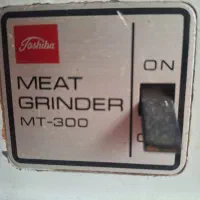 Toshiba
ON
MEAT
GRINDER
MT-300